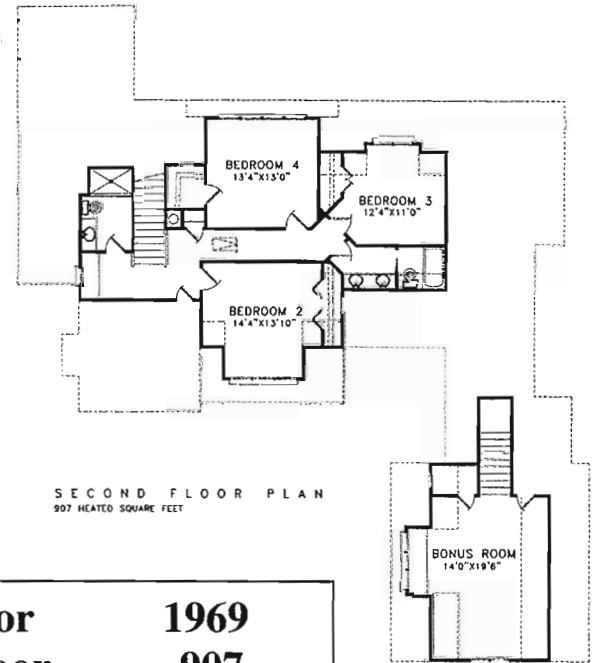 BEDROOM 4
13'4"X13'0"
BEDROOM 3
12'4"X11'0"
BEDROOM 2
14'4"X13'10"
SECOND FLOOR PLAN
907 HEATED SQUARE FEET
BONUS ROOM
14'0"X19'6"
or 1969
907